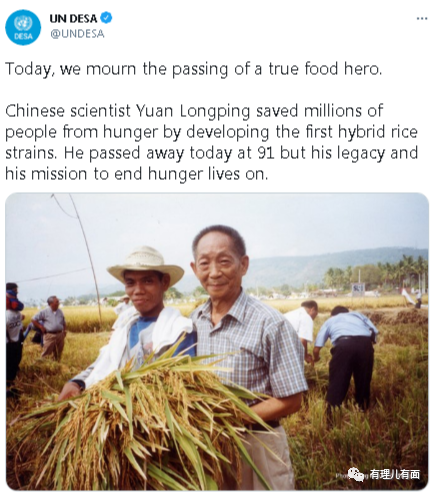 UN DESA
@UNDESA
DESA
Today, we mourn the passing of a true food hero.
Chinese scientist Yuan Longping saved millions of
people from hunger by developing the first hybrid rice
strains. He passed away today at 91 but his legacy and
his mission to end hunger lives on.
有理儿有面